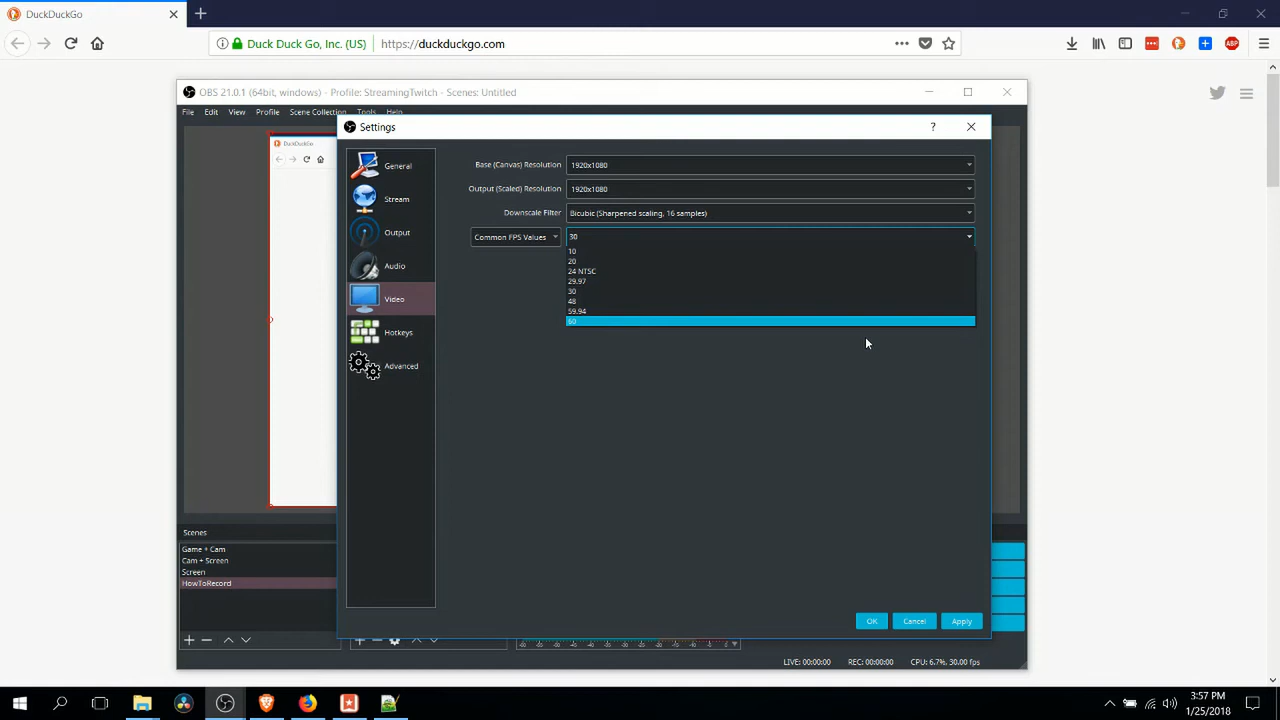 DuckDuckGo
Duck Duck Go, Inc. (US)
https://duckduckgo.com
ABP
OBS 21.0.1 (64bit, windows) - Profile: StreamingTwitch - Scenes: Untitled
File Edit View Profile Scene Collection Tools Help
Settings
DuckDuckGo
General
Stream
Output
Audio
Video
Hotkeys
Advanced
Base (Canvas) Resolution 1920x1080
Output (Scaled) Resolution 1920x1080
Downscale Filter Bicubic (Sharpened scaling, 16 samples)
Common FPS Values 30
10
20
24 NTSC
29.97
30
48
59.94
60
Scenes
Game + Cam
Cam + Screen
Screen
HowToRecord
OK Cancel Apply
LIVE: 00:00:00 REC: 00:00:00 CPU: 6.7%, 30.00 fps
3:57 PM
1/25/2018